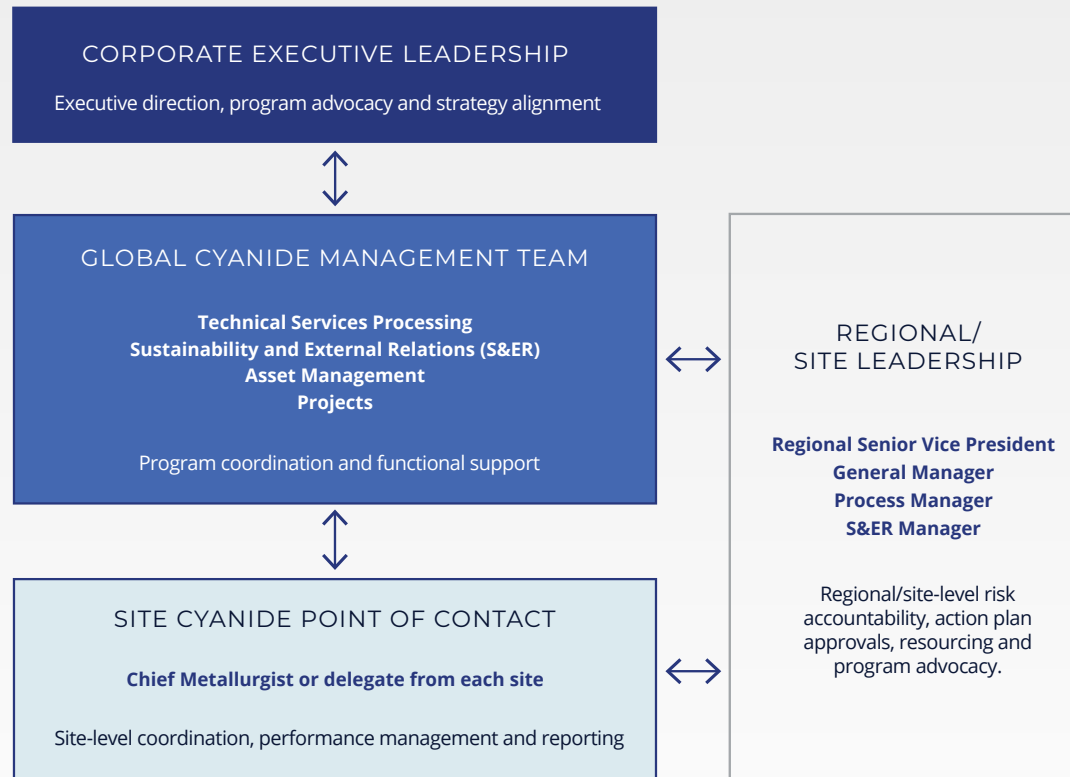 CORPORATE EXECUTIVE LEADERSHIP
Executive direction, program advocacy and strategy alignment
GLOBAL CYANIDE MANAGEMENT TEAM
Technical Services Processing
Sustainability and External Relations (S&ER)
Asset Management
Projects
Program coordination and functional support
SITE CYANIDE POINT OF CONTACT
Chief Metallurgist or delegate from each site
Site-level coordination, performance management and reporting
REGIONAL/
SITE LEADERSHIP
Regional Senior Vice President
General Manager
Process Manager
S&ER Manager
Regional/site-level risk
accountability, action plan
approvals, resourcing and
program advocacy.